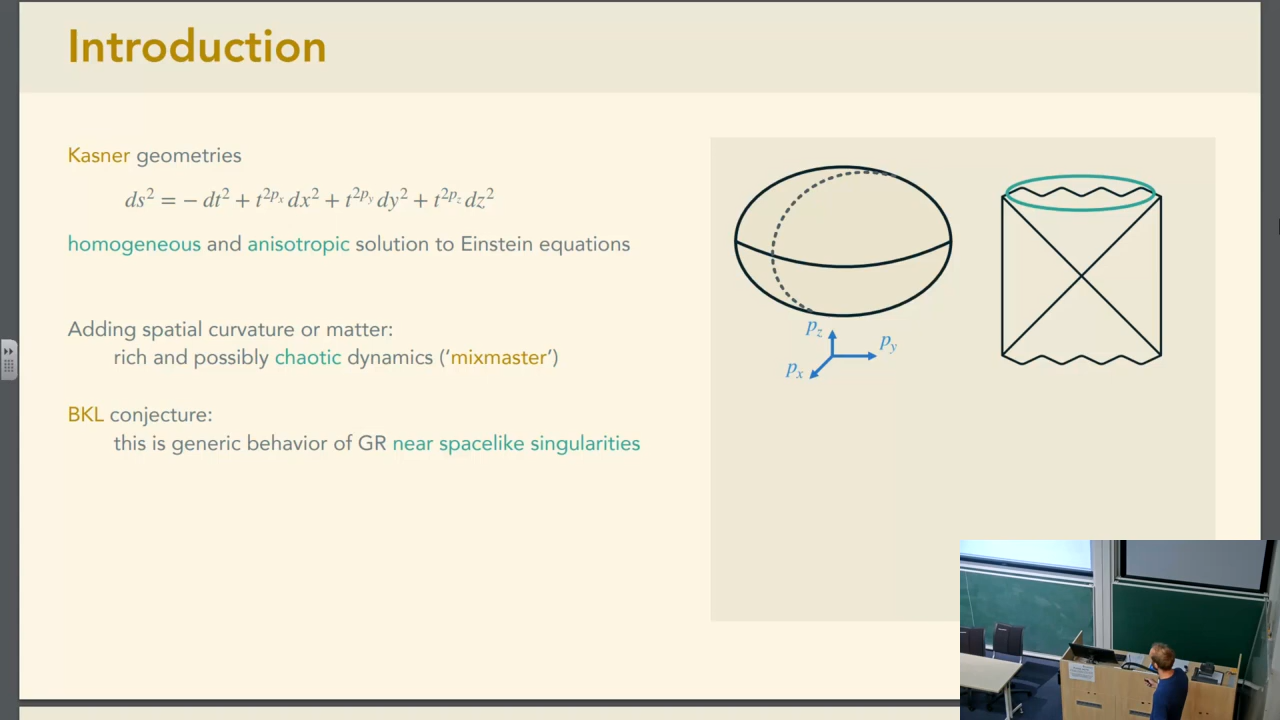 Introduction
Kasner geometries
ds² = − dt² + t^{2p_x} dx² + t^{2p_y} dy² + t^{2p_z} dz²
homogeneous and anisotropic solution to Einstein equations
Adding spatial curvature or matter:
rich and possibly chaotic dynamics ('mixmaster')
BKL conjecture:
this is generic behavior of GR near spacelike singularities
p_z
p_y
p_x